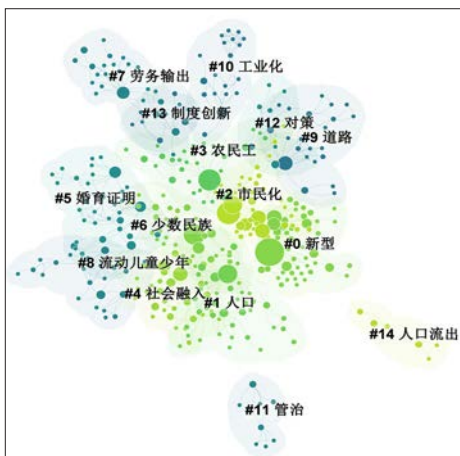 #10 工业化
#7 劳务输出
#13 制度创新
#12 对策
#9 道路
#3 农民工
#2 市民化
#5 婚育证明
#6 少数民族
#0 新型
#8 流动儿童少年
#4 社会融入
#1 人口
#14 人口流出
#11 管治